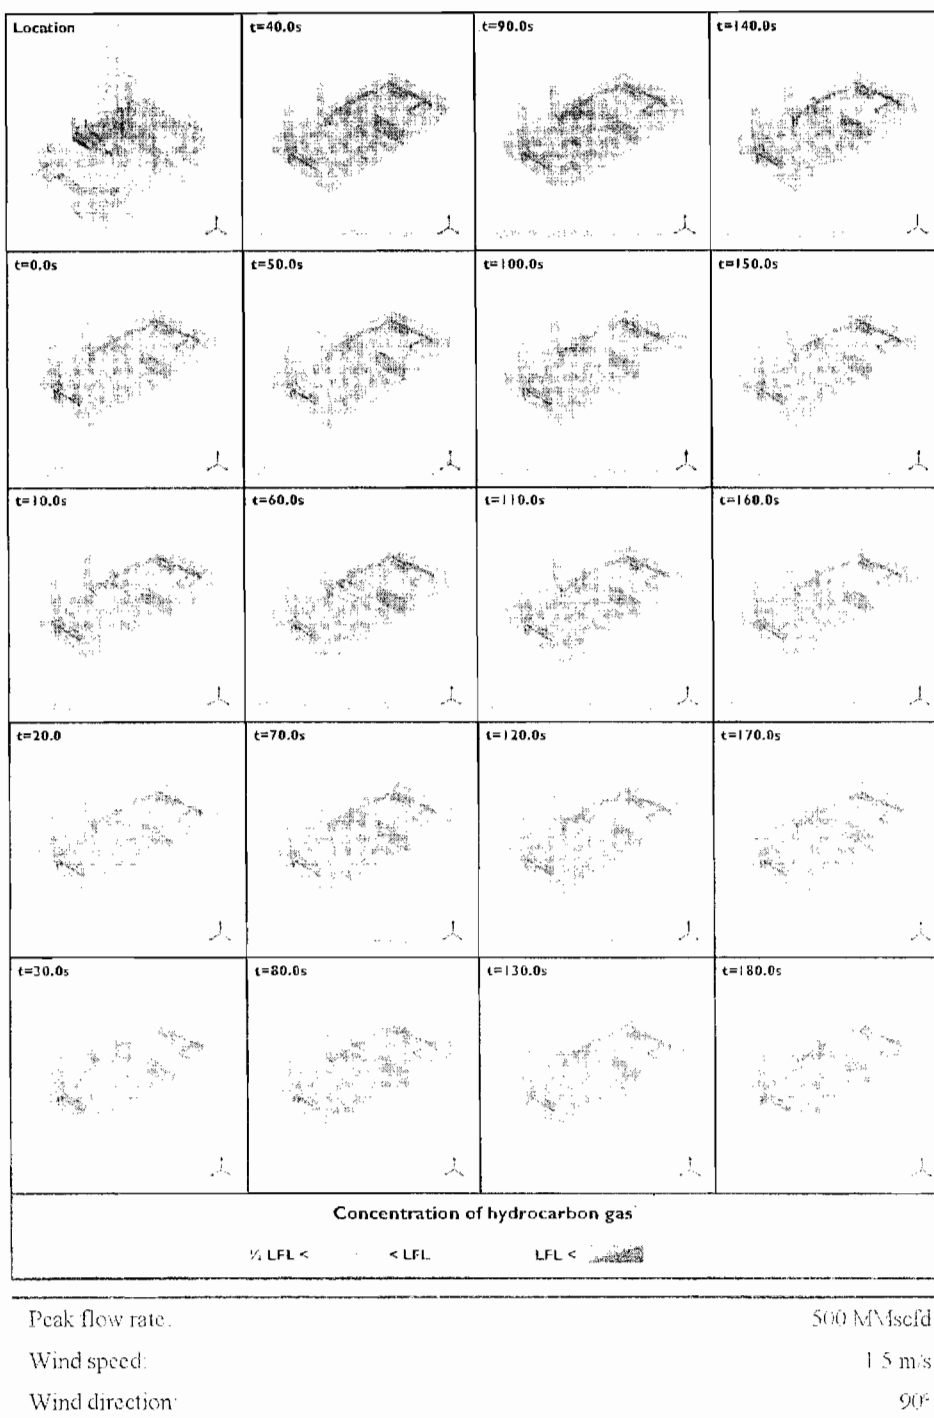 Location
t=40.0s
t=90.0s
t=140.0s
t=0.0s
t=50.0s
t=100.0s
t=150.0s
t=10.0s
t=60.0s
t=110.0s
t=160.0s
t=20.0
t=70.0s
t=120.0s
t=170.0s
t=30.0s
t=80.0s
t=130.0s
t=180.0s
Concentration of hydrocarbon gas
½ LFL < < LFL LFL <
Peak flow rate: 500 MMscfd
Wind speed: 1.5 m/s
Wind direction: 90°